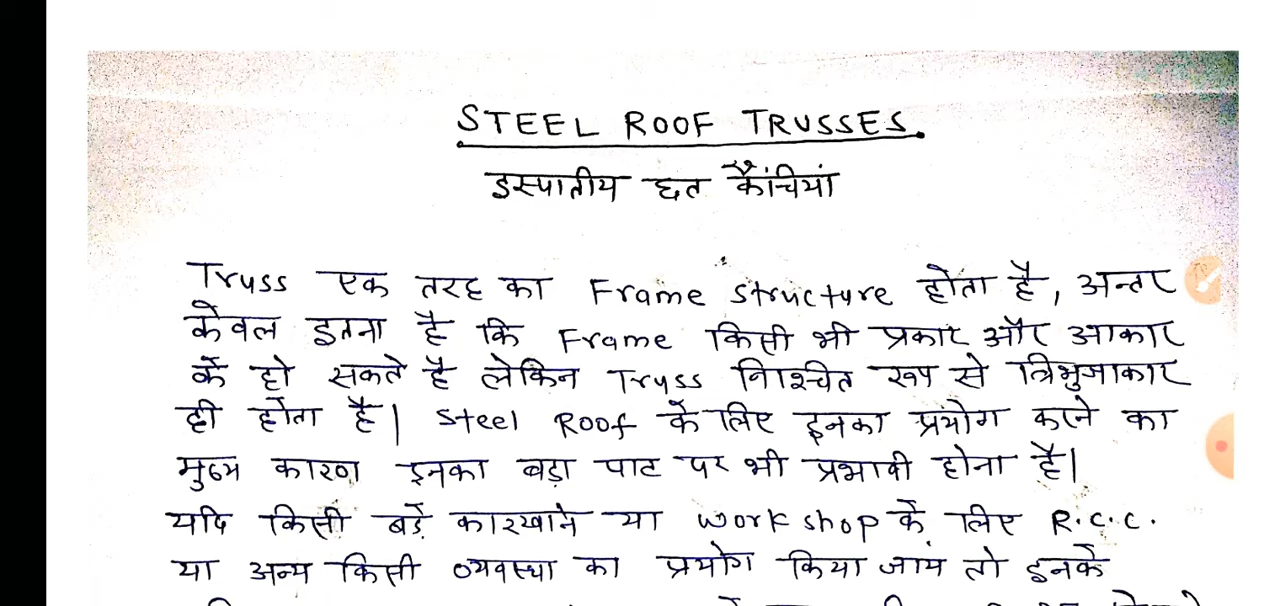 STEEL ROOF TRUSSES.
इस्पातीय छत कैंचियां
Truss एक तरह का Frame structure होता है, अन्तर
केवल इतना है कि Frame किसी भी प्रकार और आकार
के हो सकते है लेकिन Truss निश्चित रूप से त्रिभुजाकार
ही होता है। Steel Roof के लिए इनका प्रयोग करने का
मुख्य कारण इनका बड़ा पाट पर भी प्रभावी होना है।
यदि किसी बड़े कारखाने या workshop के लिए R.C.C.
या अन्य किसी व्यवस्था का प्रयोग किया जाय तो इनके